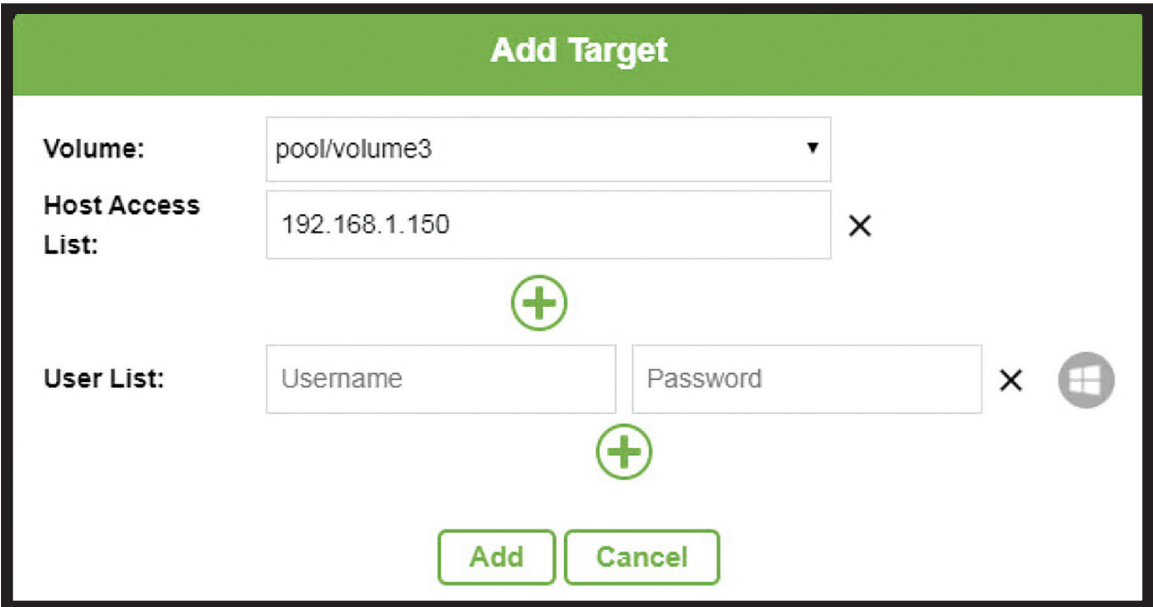 Add Target
Volume: pool/volume3
Host Access
List: 192.168.1.150
User List: Username Password
Add Cancel